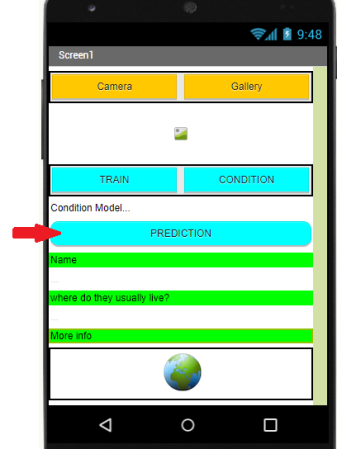 9:48
Screen1
Camera Gallery
TRAIN CONDITION
Condition Model...
PREDICTION
Name
...
where do they usually live?
...
More info